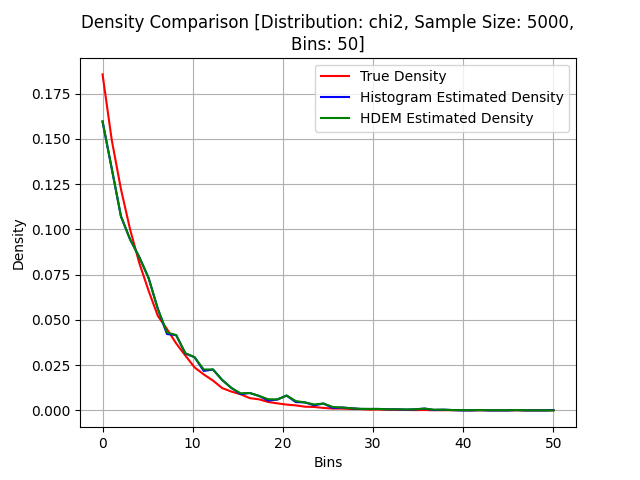 Density Comparison [Distribution: chi2, Sample Size: 5000,
Bins: 50]
True Density
Histogram Estimated Density
HDEM Estimated Density
Density
0.175
0.150
0.125
0.100
0.075
0.050
0.025
0.000
0 10 20 30 40 50
Bins